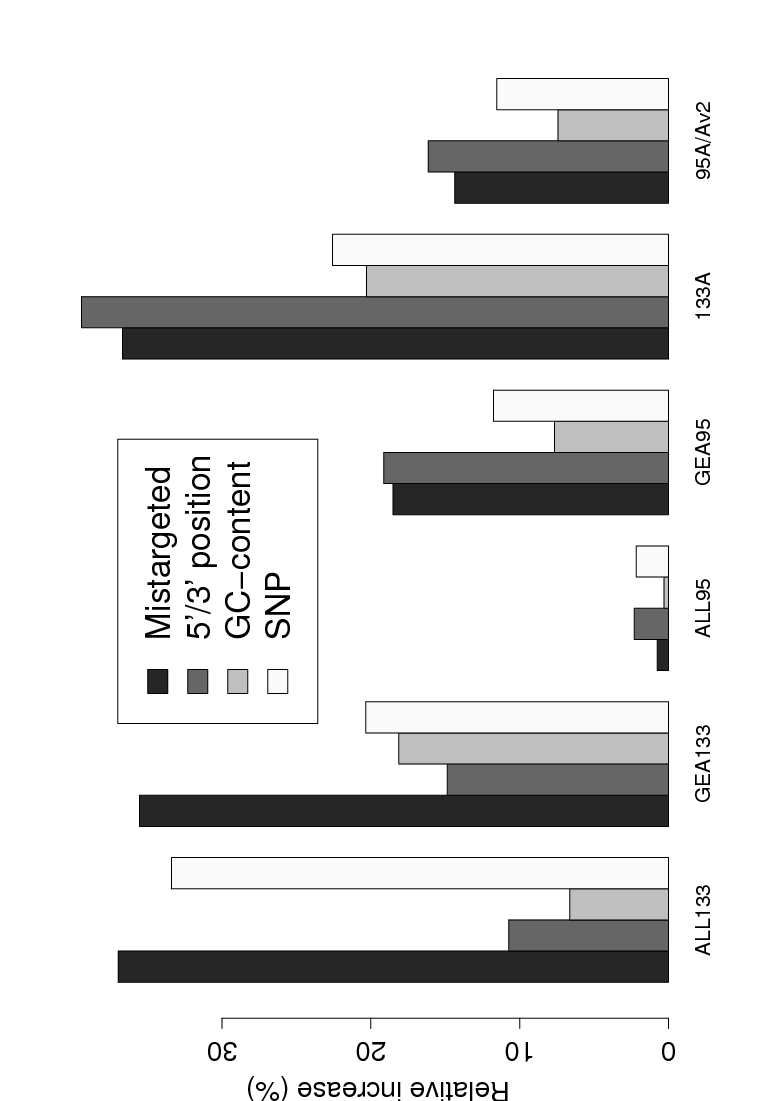 Mistargeted
5'/3' position
GC−content
SNP
ALL133
GEA133
ALL95
GEA95
133A
95A/Av2
0
10
20
30
Relative increase (%)